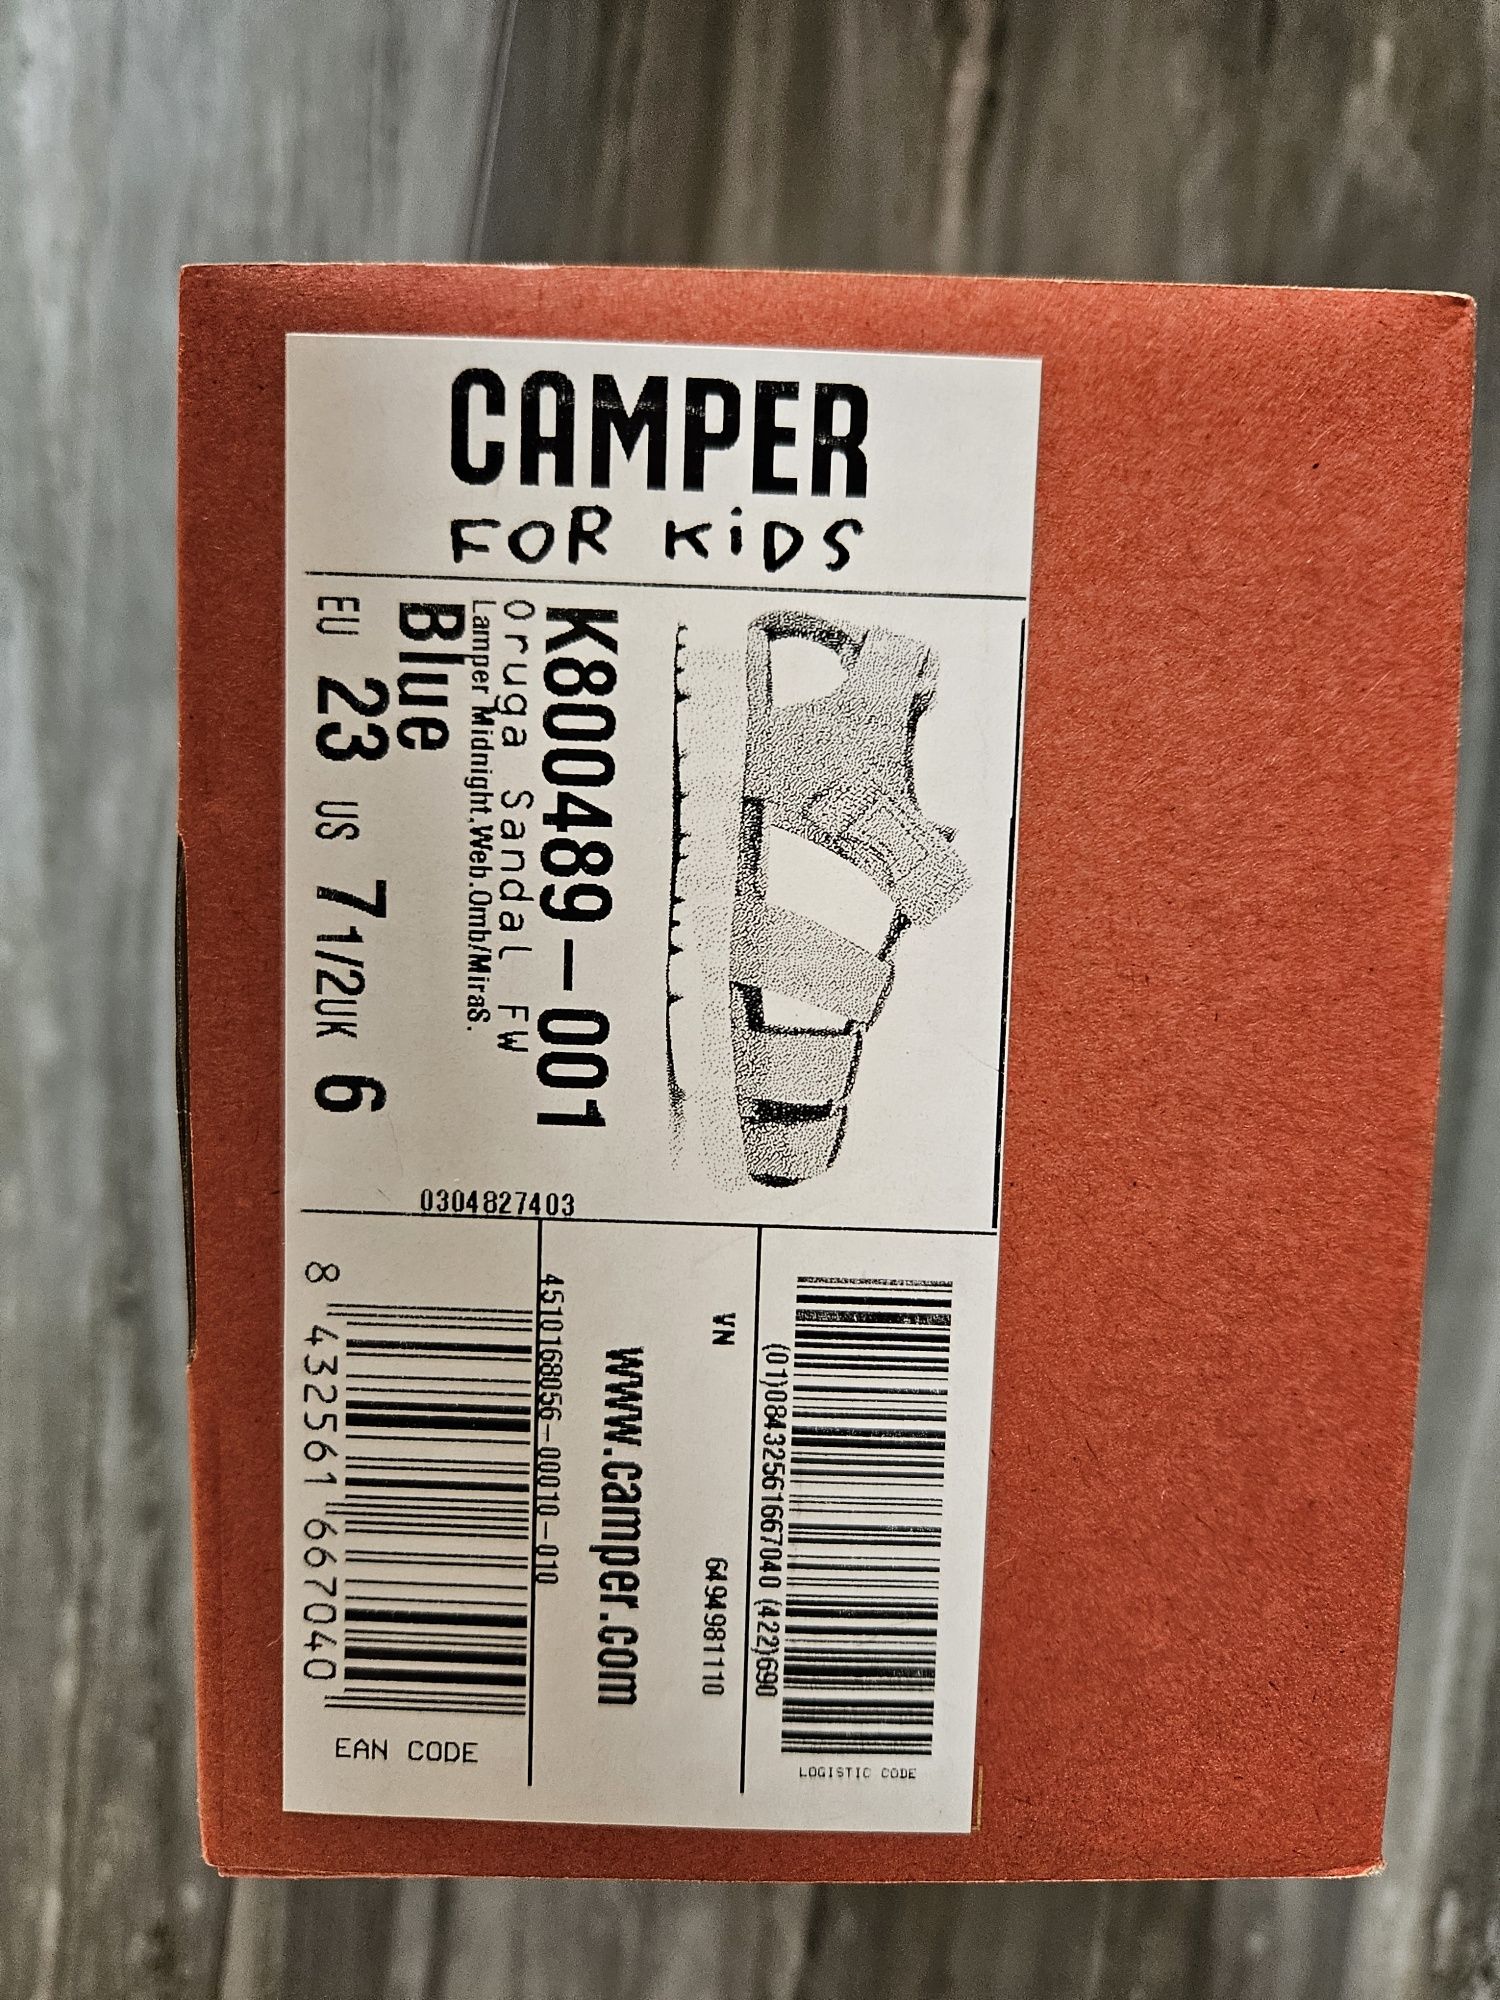 CAMPER
FOR KiDS
K800489-001
Oruga Sandal FW
Lamper Midnight.Web.Omb/MiraS.
Blue
EU 23 US 7 1/2 UK 6
0304827403
(01)08432561667040 (422)690
LOGISTIC CODE
VN 6494981110
www.camper.com
4510168056-00010-010
8 432561 667040
EAN CODE